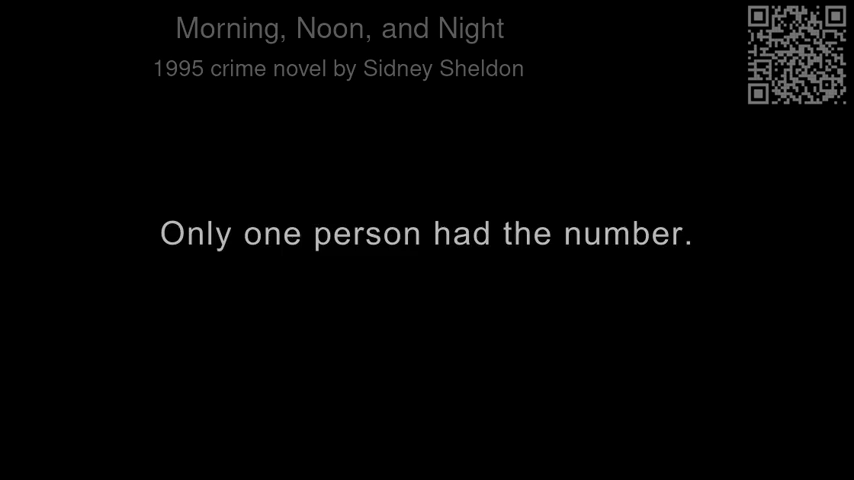 Morning, Noon, and Night
1995 crime novel by Sidney Sheldon
Only one person had the number.